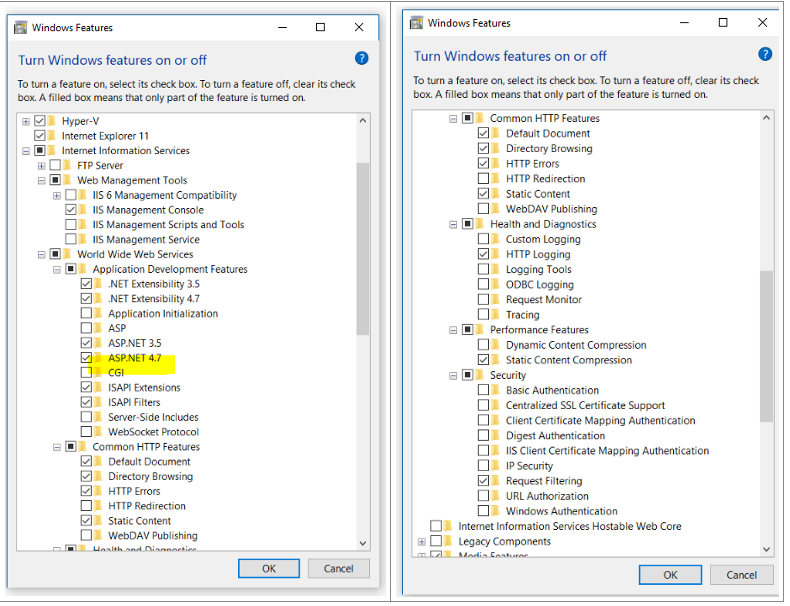 Windows Features
Turn Windows features on or off
To turn a feature on, select its check box. To turn a feature off, clear its check
box. A filled box means that only part of the feature is turned on.
Hyper-V
Internet Explorer 11
Internet Information Services
FTP Server
Web Management Tools
IIS 6 Management Compatibility
IIS Management Console
IIS Management Scripts and Tools
IIS Management Service
World Wide Web Services
Application Development Features
.NET Extensibility 3.5
.NET Extensibility 4.7
Application Initialization
ASP
ASP.NET 3.5
ASP.NET 4.7
CGI
ISAPI Extensions
ISAPI Filters
Server-Side Includes
WebSocket Protocol
Common HTTP Features
Default Document
Directory Browsing
HTTP Errors
HTTP Redirection
Static Content
WebDAV Publishing
Health and Diagnostics
OK
Cancel
Windows Features
Turn Windows features on or off
To turn a feature on, select its check box. To turn a feature off, clear its check
box. A filled box means that only part of the feature is turned on.
Common HTTP Features
Default Document
Directory Browsing
HTTP Errors
HTTP Redirection
Static Content
WebDAV Publishing
Health and Diagnostics
Custom Logging
HTTP Logging
Logging Tools
ODBC Logging
Request Monitor
Tracing
Performance Features
Dynamic Content Compression
Static Content Compression
Security
Basic Authentication
Centralized SSL Certificate Support
Client Certificate Mapping Authentication
Digest Authentication
IIS Client Certificate Mapping Authentication
IP Security
Request Filtering
URL Authorization
Windows Authentication
Internet Information Services Hostable Web Core
Legacy Components
Media Features
OK
Cancel